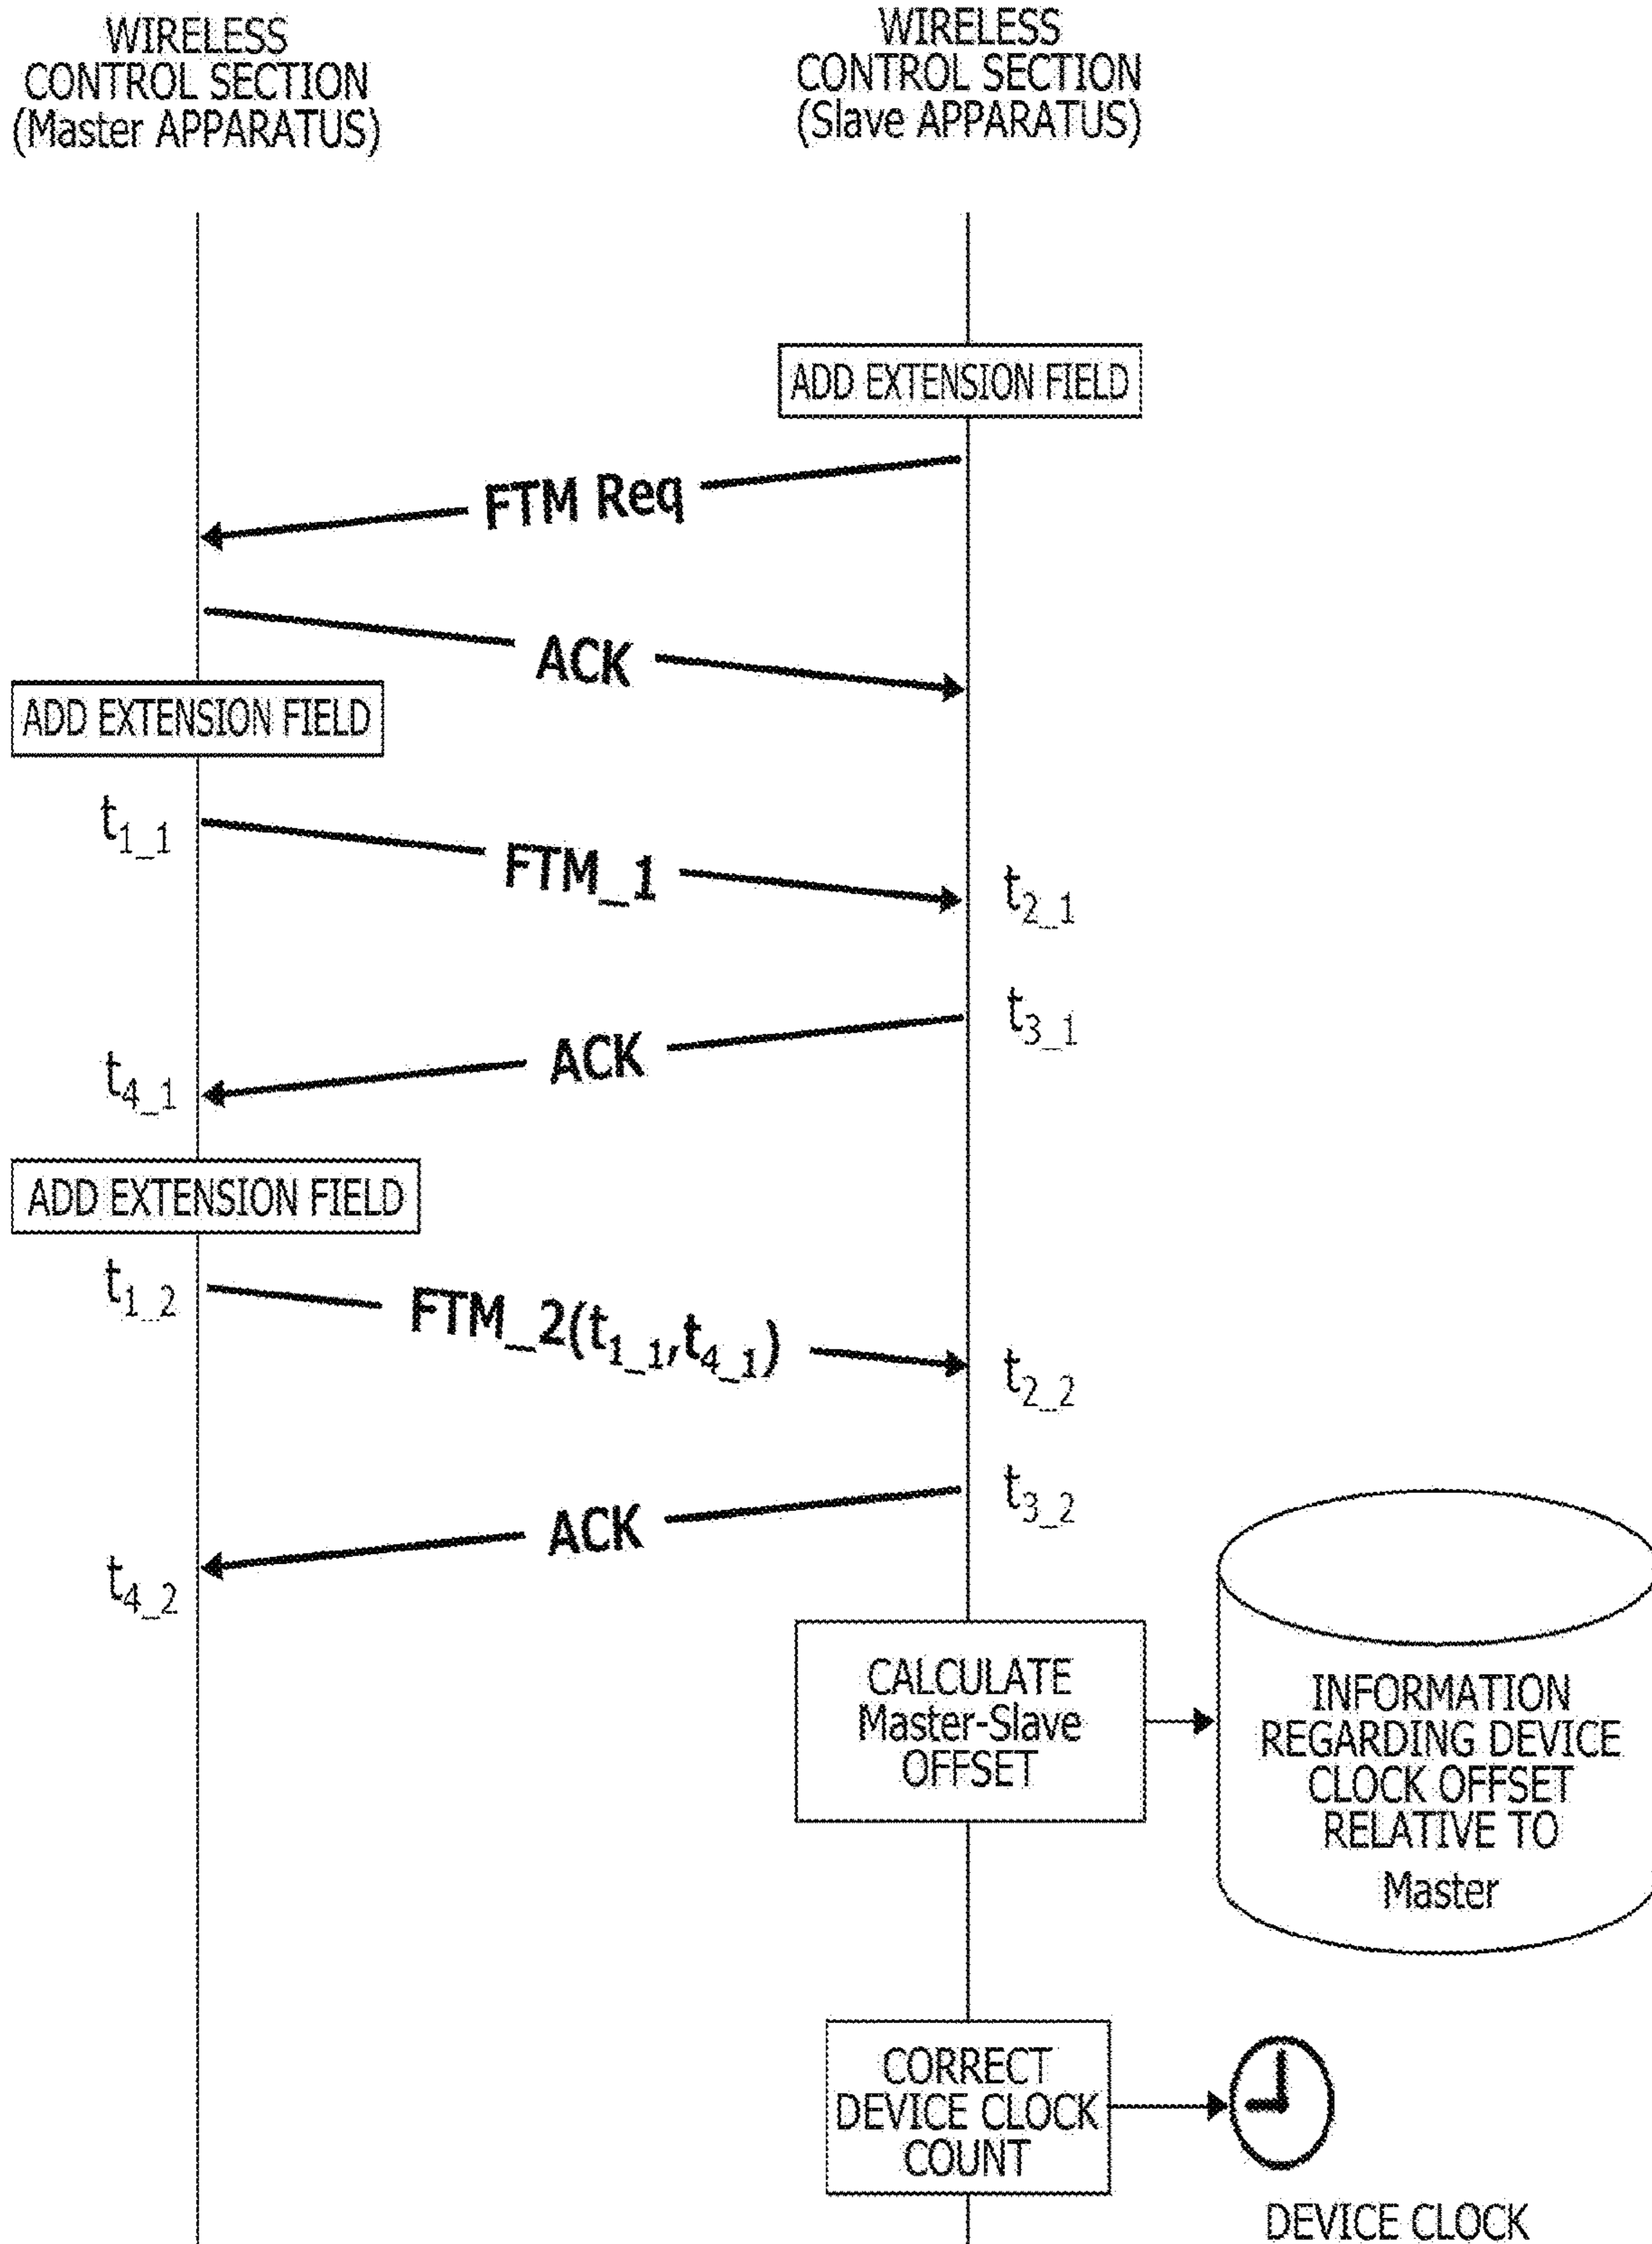 WIRELESS
CONTROL SECTION
(Master APPARATUS)
WIRELESS
CONTROL SECTION
(Slave APPARATUS)
ADD EXTENSION FIELD
FTM Req
ACK
ADD EXTENSION FIELD
t1_1
FTM_1
t2_1
t3_1
ACK
t4_1
ADD EXTENSION FIELD
t1_2
FTM_2(t1_1,t4_1)
t2_2
t3_2
ACK
t4_2
CALCULATE
Master-Slave
OFFSET
INFORMATION
REGARDING DEVICE
CLOCK OFFSET
RELATIVE TO
Master
CORRECT
DEVICE CLOCK
COUNT
DEVICE CLOCK